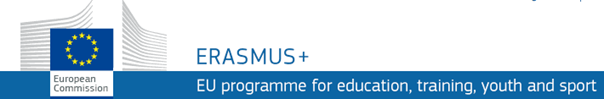 ERASMUS+
European
Commission
EU programme for education, training, youth and sport